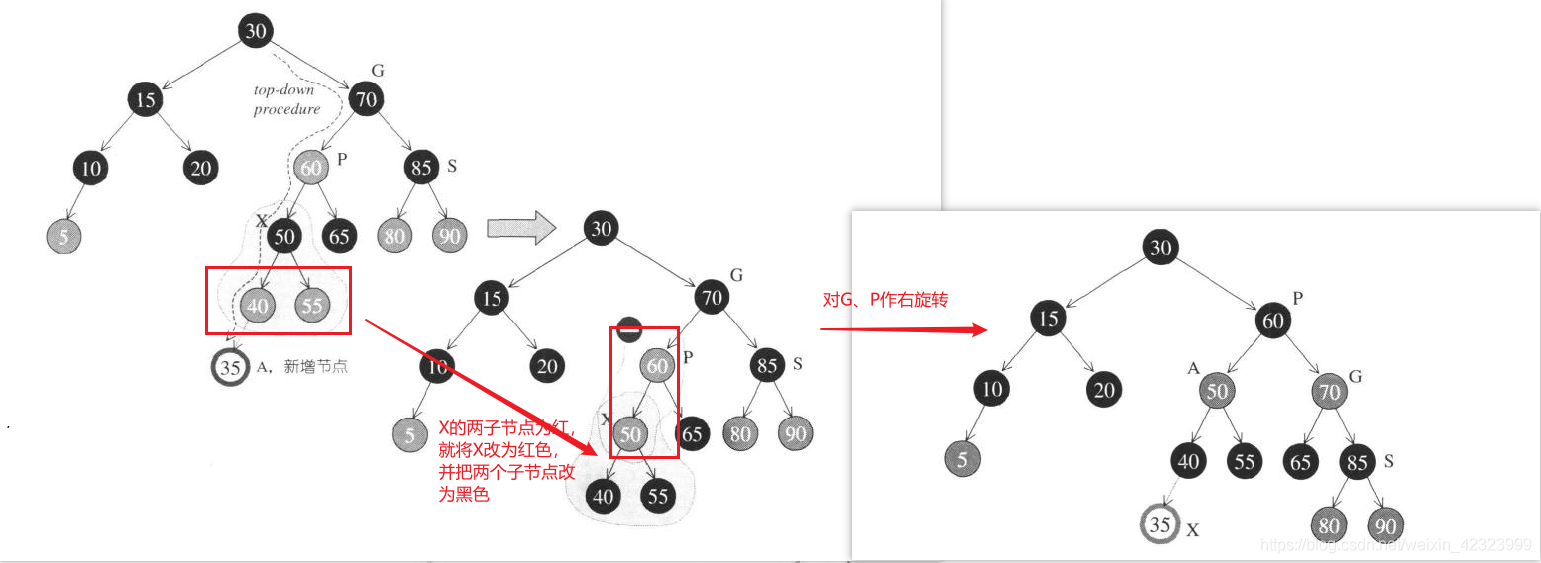 30
G
15
70
top-down
procedure
10
20
60
P
85
S
X
5
50
65
80
90
40
55
35
A，新增节点
30
G
15
70
10
20
60
P
85
S
X
5
50
65
80
90
40
55
X的两子节点为红，
就将X改为红色，
并把两个子节点改
为黑色
对G、P作右旋转
30
P
15
60
A
G
10
20
50
70
5
40
55
65
85
S
35
X
80
90
https://blog.csdn.net/weixin_42323999